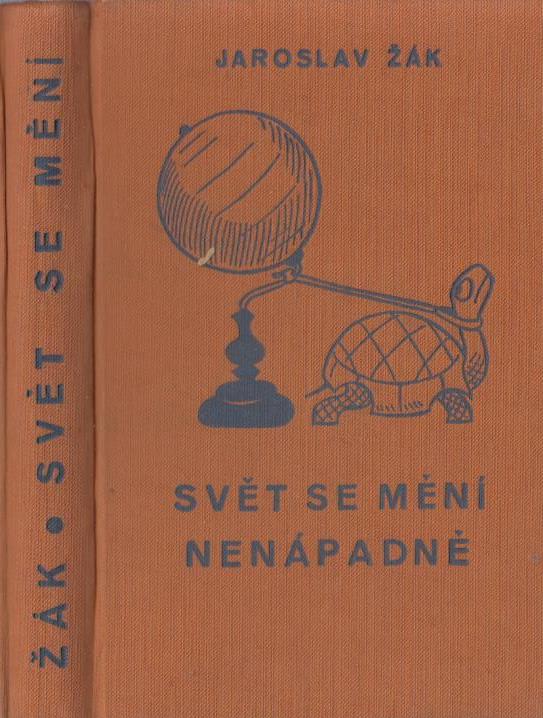 ŽÁK • SVĚT SE MĚNÍ
JAROSLAV ŽÁK
SVĚT SE MĚNÍ
NENÁPADNĚ